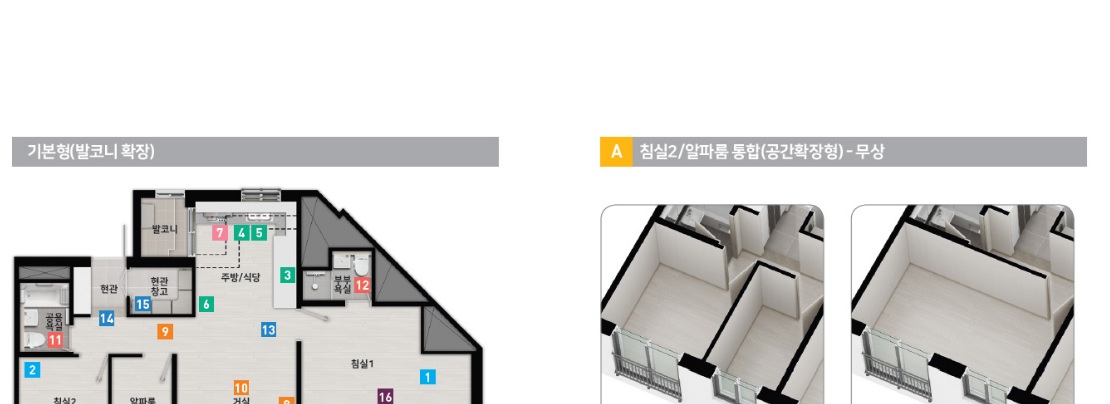 기본형(발코니 확장)
A 침실2/알파룸 통합(공간확장형) - 무상
발코니
7 4 5
주방/식당
3
현관
현관
창고
부부
욕실
12
15
6
공용
욕실
11
14
9
13
2
침실1
1
10
16
침실2
알파룸
거실
8